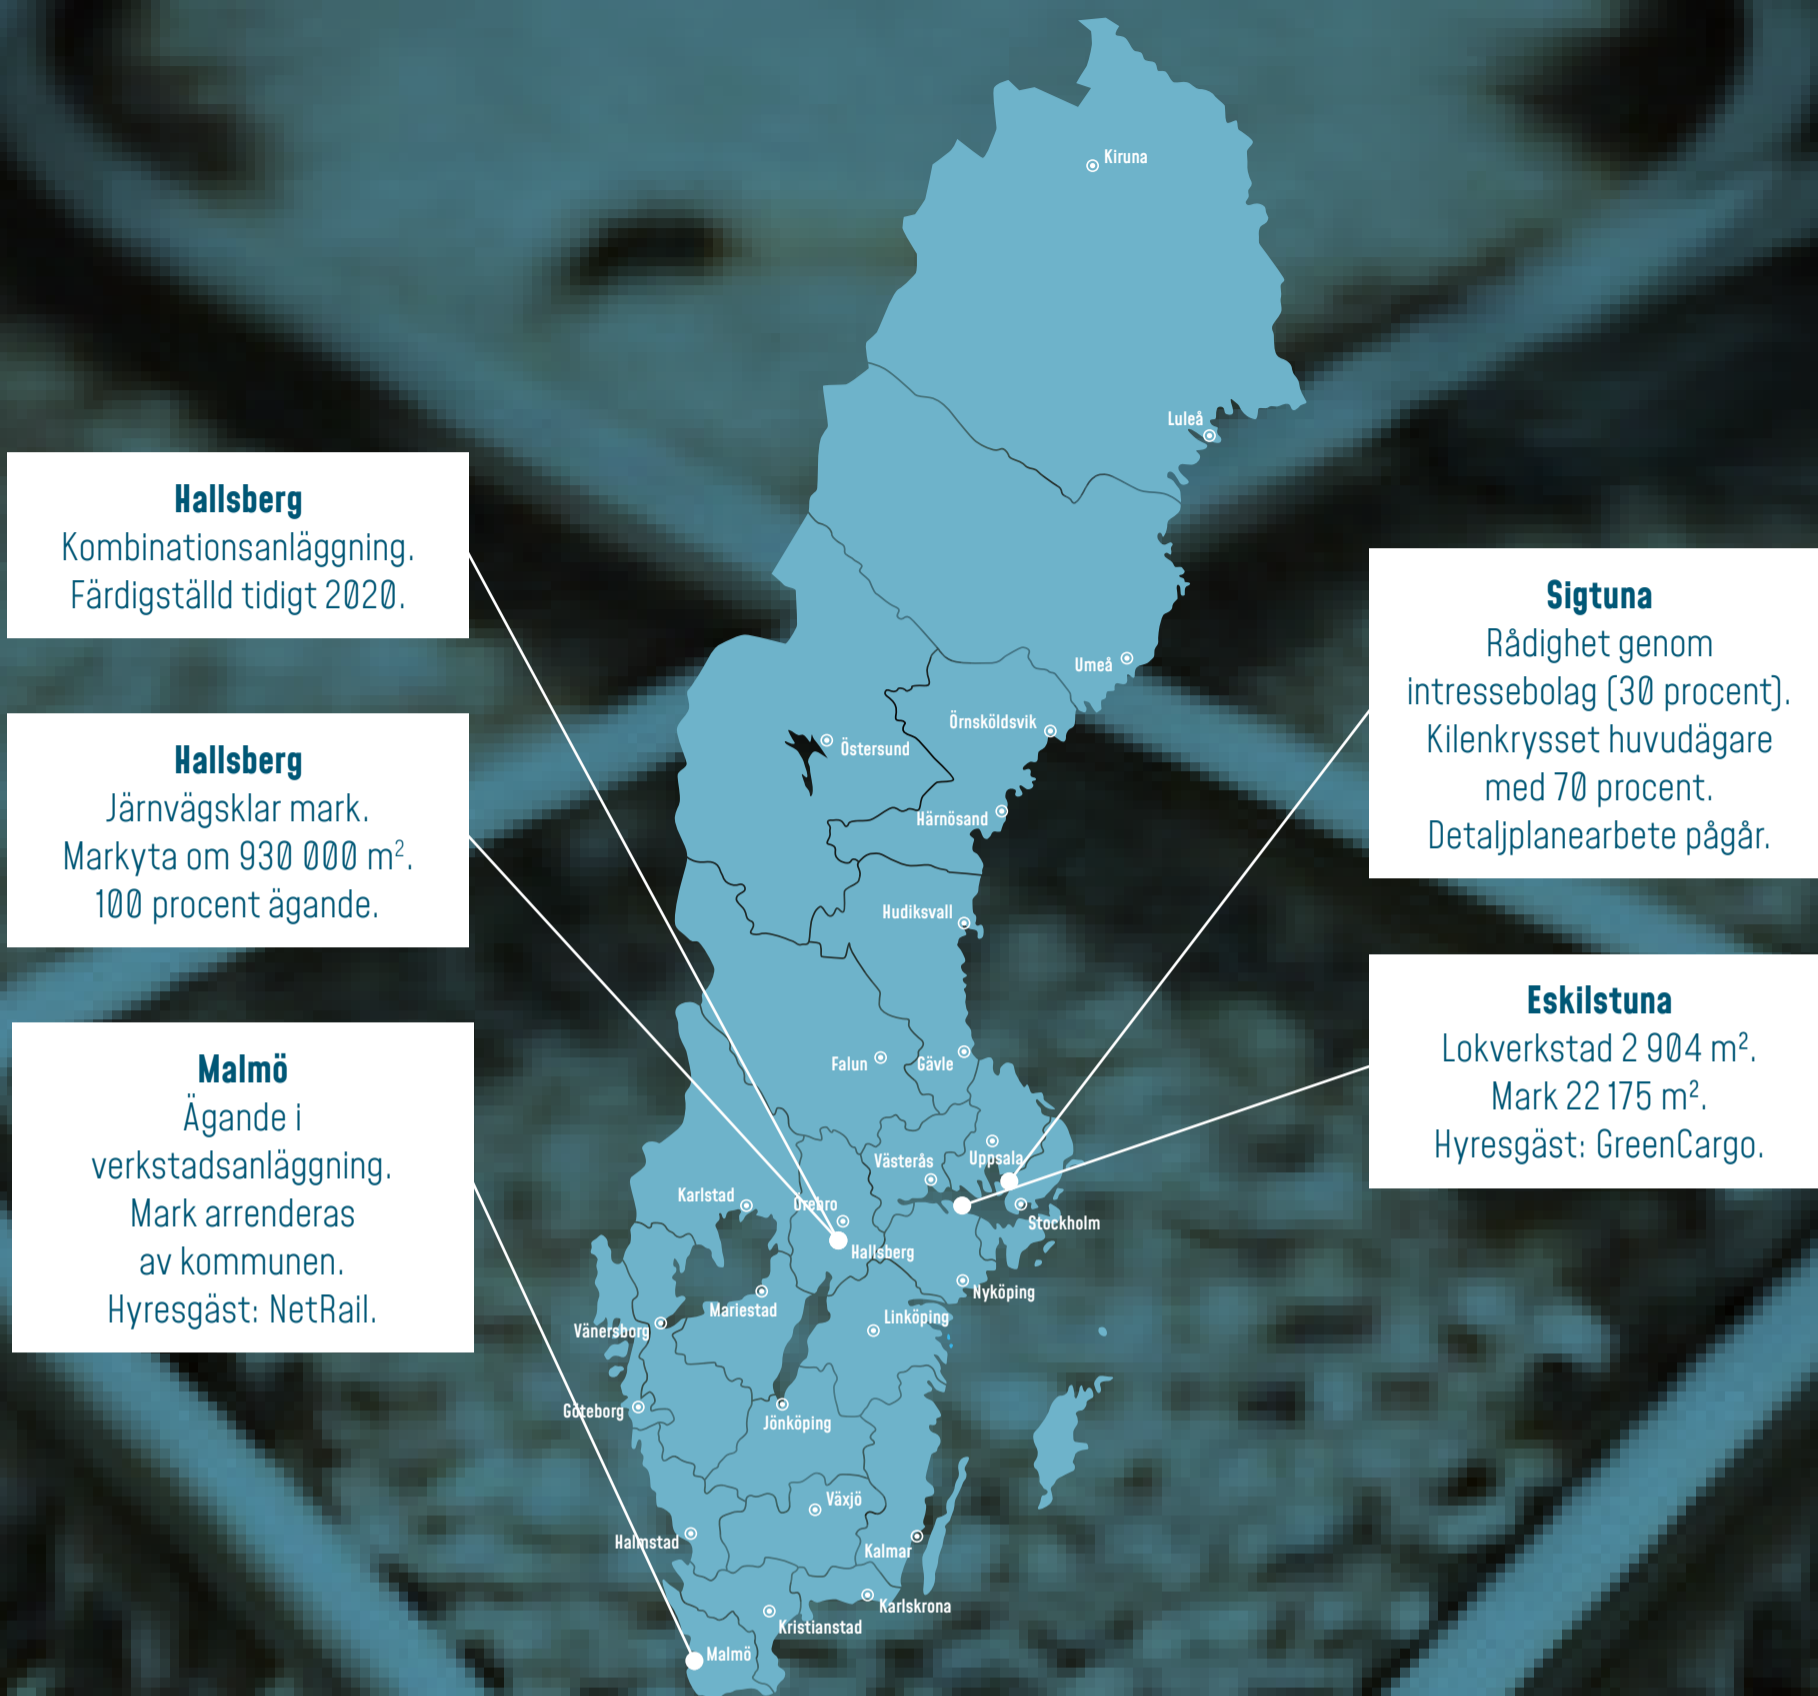 Kiruna
Luleå
Hallsberg
Kombinationsanläggning.
Färdigställd tidigt 2020.
Hallsberg
Järnvägsklar mark.
Markyta om 930 000 m².
100 procent ägande.
Malmö
Ägande i
verkstadsanläggning.
Mark arrenderas
av kommunen.
Hyresgäst: NetRail.
Sigtuna
Rådighet genom
intressebolag (30 procent).
Kilenkrysset huvudägare
med 70 procent.
Detaljplanearbete pågår.
Eskilstuna
Lokverkstad 2 904 m².
Mark 22 175 m².
Hyresgäst: GreenCargo.
Umeå
Örnsköldsvik
Östersund
Härnösand
Hudiksvall
Falun
Gävle
Uppsala
Västerås
Karlstad
Örebro
Stockholm
Hallsberg
Nyköping
Mariestad
Linköping
Vänersborg
Göteborg
Jönköping
Växjö
Halmstad
Kalmar
Karlskrona
Kristianstad
Malmö